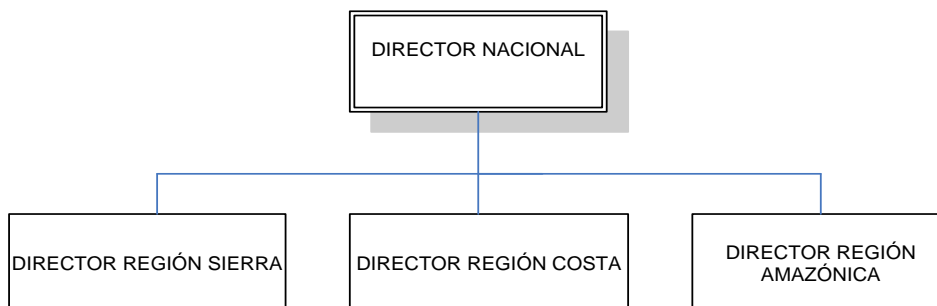 DIRECTOR NACIONAL
DIRECTOR REGIÓN SIERRA
DIRECTOR REGIÓN COSTA
DIRECTOR REGIÓN
AMAZÓNICA